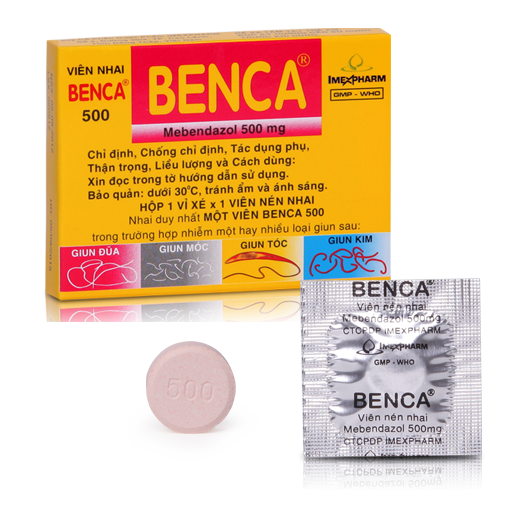 VIÊN NHAI
BENCA®
500
BENCA®
Mebendazol 500 mg
IMEXPHARM
GMP - WHO
Chỉ định, Chống chỉ định, Tác dụng phụ,
Thận trọng, Liều lượng và Cách dùng:
Xin đọc trong tờ hướng dẫn sử dụng.
Bảo quản: dưới 30°C, tránh ẩm và ánh sáng.
HỘP 1 VỈ XÉ x 1 VIÊN NÉN NHAI
Nhai duy nhất MỘT VIÊN BENCA 500
trong trường hợp nhiễm một hay nhiều loại giun sau:
GIUN ĐŨA
GIUN MÓC
GIUN TÓC
GIUN KIM
500
BENCA®
Viên nén nhai
Mebendazol 500mg
CTCPDP IMEXPHARM
IMEXPHARM
GMP - WHO
BENCA®
Viên nén nhai
Mebendazol 500mg
CTCPDP IMEXPHARM